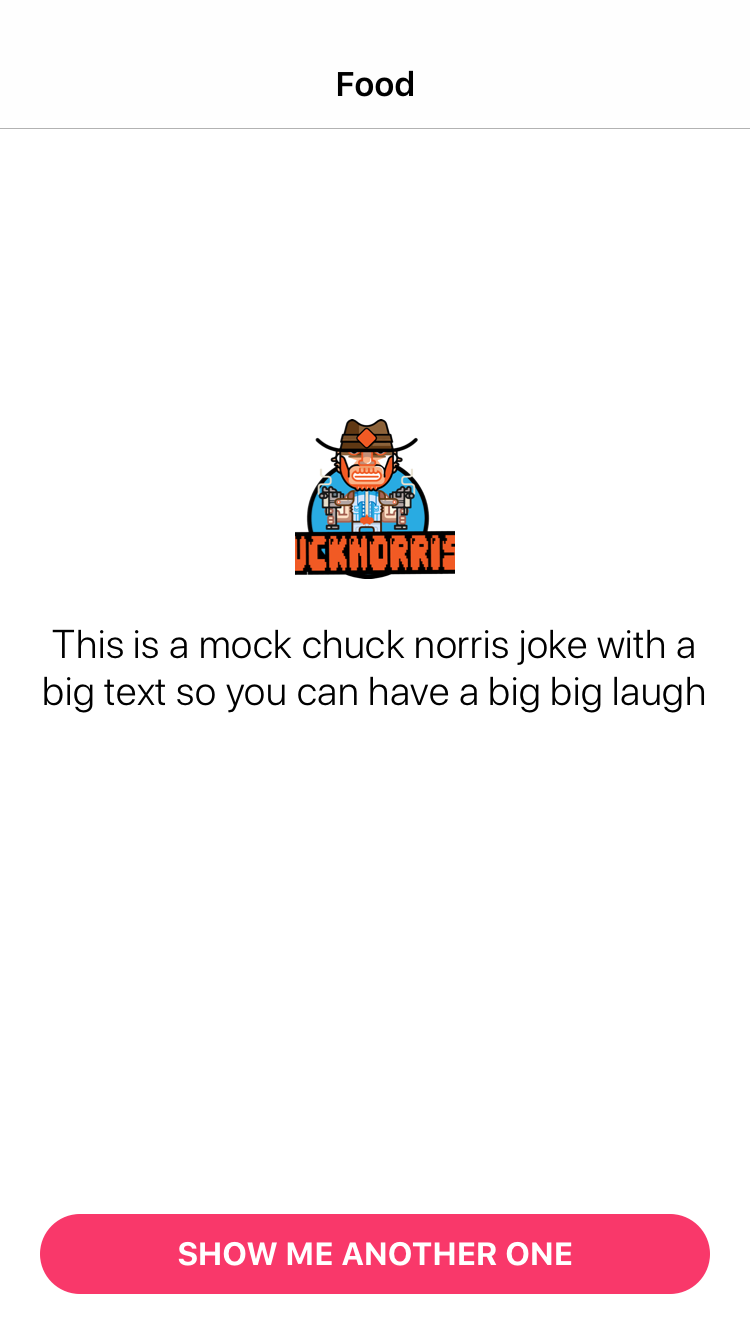 Food
UCKNORRIS
This is a mock chuck norris joke with a
big text so you can have a big big laugh
SHOW ME ANOTHER ONE